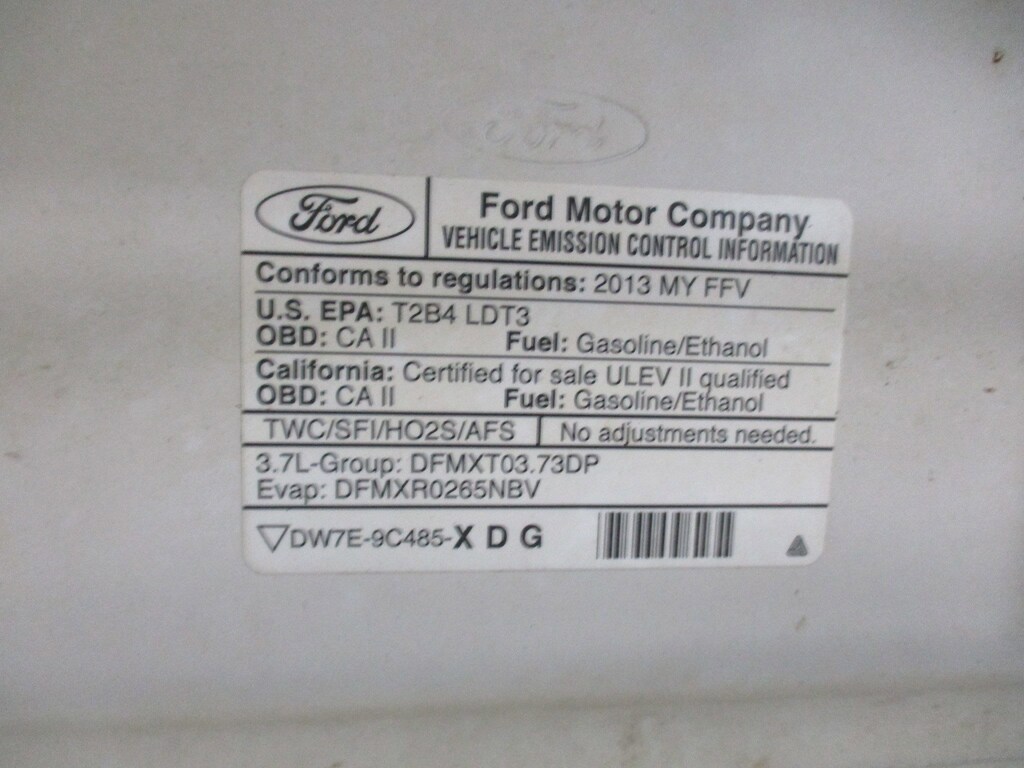 Ford
Ford
Ford Motor Company
VEHICLE EMISSION CONTROL INFORMATION
Conforms to regulations: 2013 MY FFV
U.S. EPA: T2B4 LDT3
OBD: CA II Fuel: Gasoline/Ethanol
California: Certified for sale ULEV II qualified
OBD: CA II Fuel: Gasoline/Ethanol
TWC/SFI/HO2S/AFS No adjustments needed.
3.7L-Group: DFMXT03.73DP
Evap: DFMXR0265NBV
DW7E-9C485-X D G